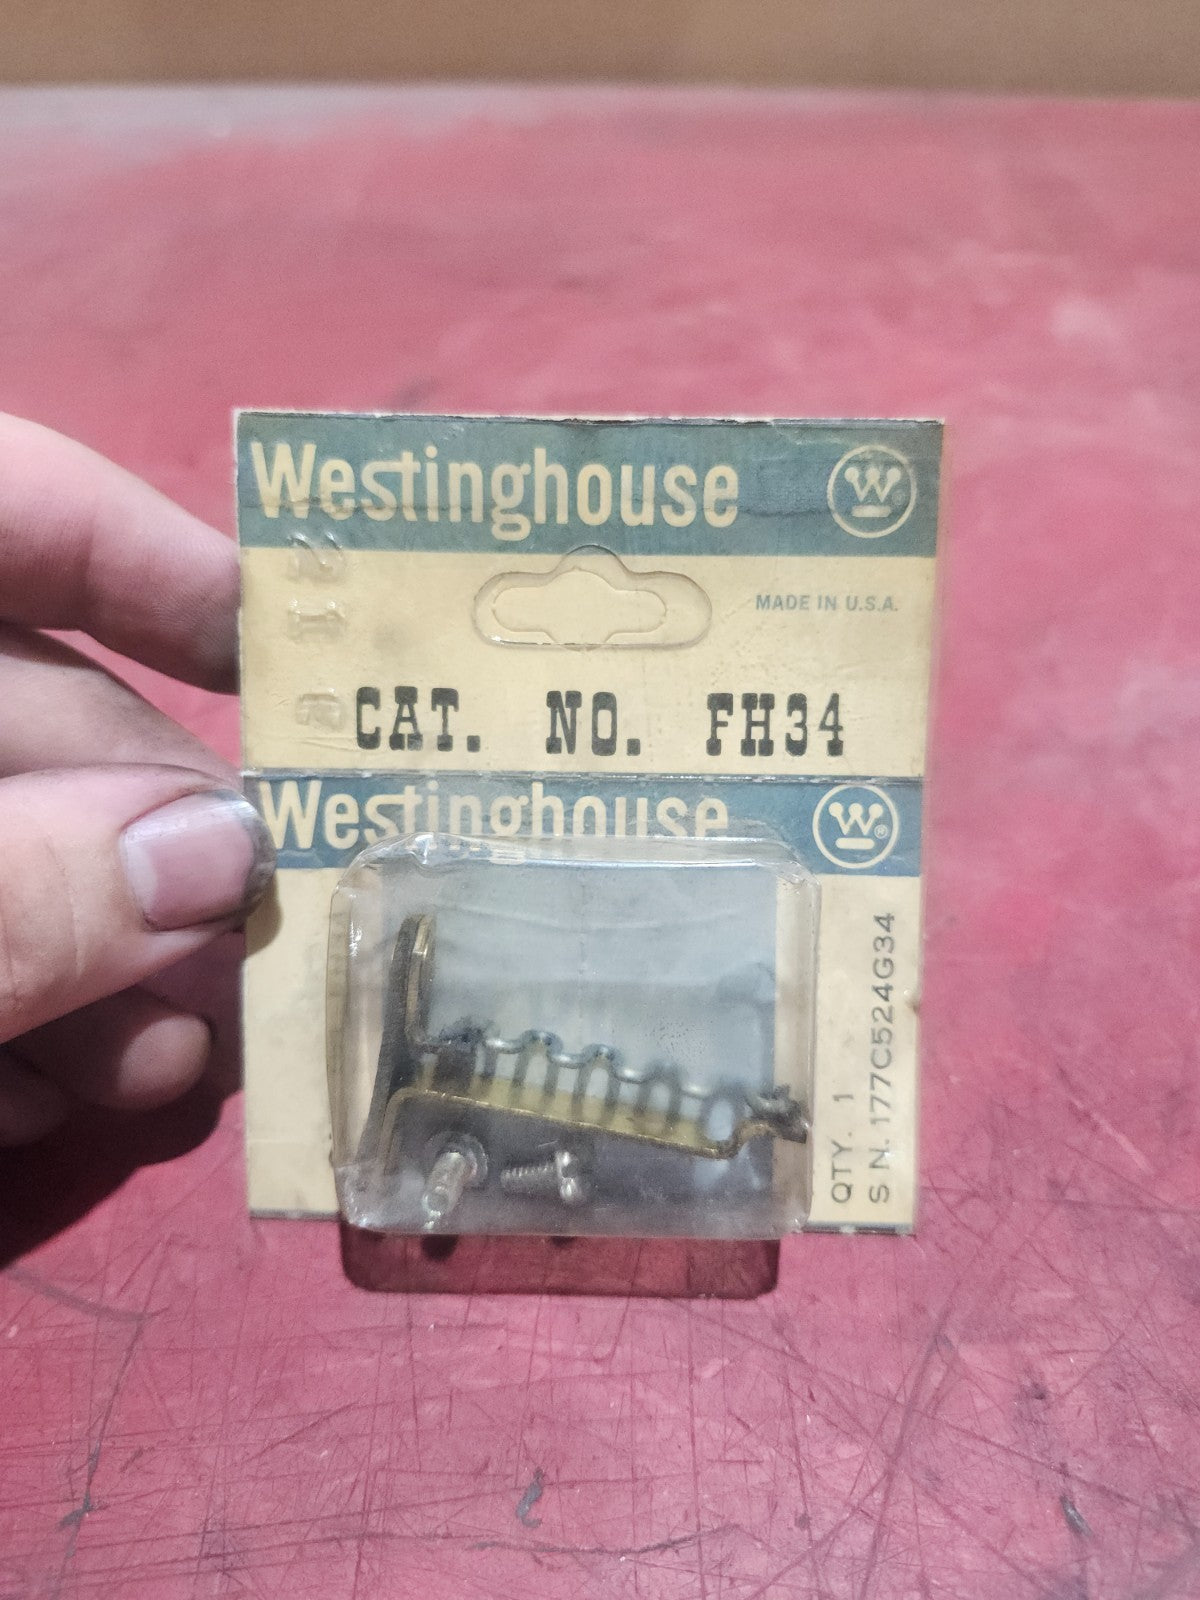 Westinghouse W®
MADE IN U.S.A.
CAT. NO. FH34
Westinghouse W®
QTY. 1
S N. 177C524G34